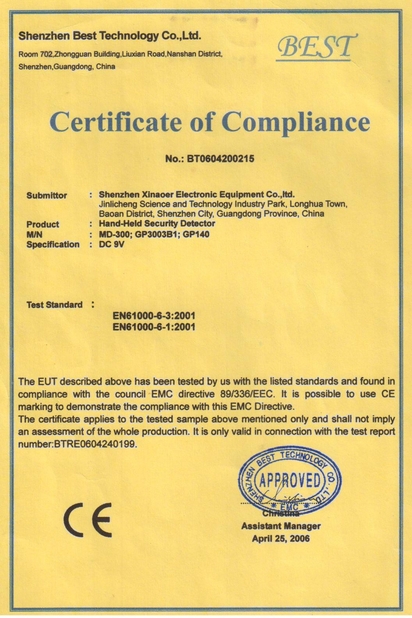 Shenzhen Best Technology Co.,Ltd.
Room 702,Zhongguan Building,Liuxian Road,Nanshan District,
Shenzhen,Guangdong, China
BEST
Certificate of Compliance
No.: BT0604200215
Submittor : Shenzhen Xinaoer Electronic Equipment Co.,ltd.
Jinlicheng Science and Technology Industry Park, Longhua Town,
Baoan District, Shenzhen City, Guangdong Province, China
Product : Hand-Held Security Detector
M/N : MD-300; GP3003B1; GP140
Specification : DC 9V
Test Standard :
EN61000-6-3:2001
EN61000-6-1:2001
The EUT described above has been tested by us with the listed standards and found in
compliance with the council EMC directive 89/336/EEC. It is possible to use CE
marking to demonstrate the compliance with this EMC Directive.
The certificate applies to the tested sample above mentioned only and shall not imply
an assessment of the whole production. It is only valid in connection with the test report
number:BTRE0604240199.
SHENZHEN BEST TECHNOLOGY CO.,LTD.
APPROVED
* EMC *
CE
Christina
Assistant Manager
April 25, 2006